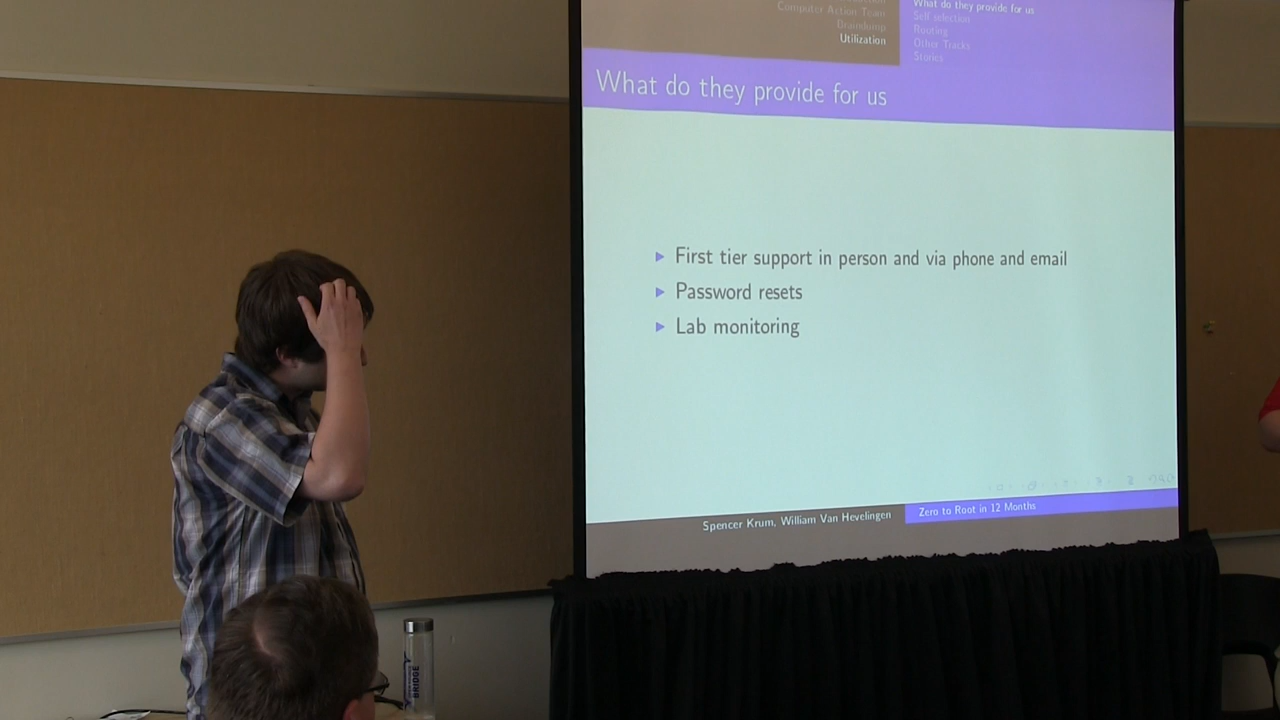 Computer Action Team
Braindump
Utilization
What do they provide for us
Self selection
Routing
Other Tracks
Stories
What do they provide for us
First tier support in person and via phone and email
Password resets
Lab monitoring
Spencer Krum, William Van Hevelingen
Zero to Root in 12 Months
BRIDGE